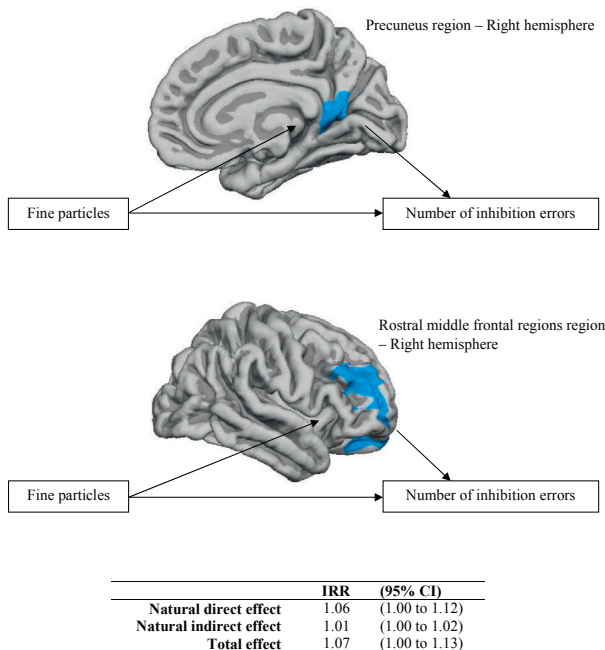 Precuneus region – Right hemisphere
Fine particles
Number of inhibition errors
Rostral middle frontal regions region
– Right hemisphere
Fine particles
Number of inhibition errors
IRR (95% CI)
Natural direct effect 1.06 (1.00 to 1.12)
Natural indirect effect 1.01 (1.00 to 1.02)
Total effect 1.07 (1.00 to 1.13)